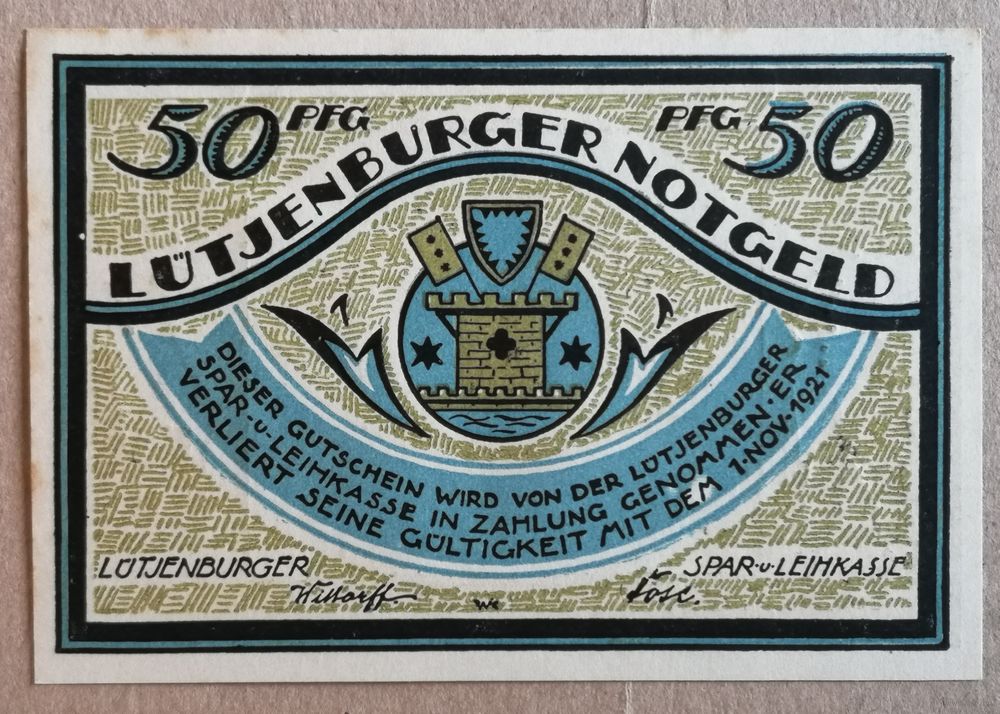 50 PFG PFG 50
LÜTJENBURGER NOTGELD
DIESER GUTSCHEIN WIRD VON DER LÜTJENBURGER
SPAR-U-LEIHKASSE IN ZAHLUNG GENOMMEN·ER
VERLIERT SEINE GÜLTIGKEIT MIT DEM 1·NOV·1921
LÜTJENBURGER SPAR-U-LEIHKASSE
Wittorff.